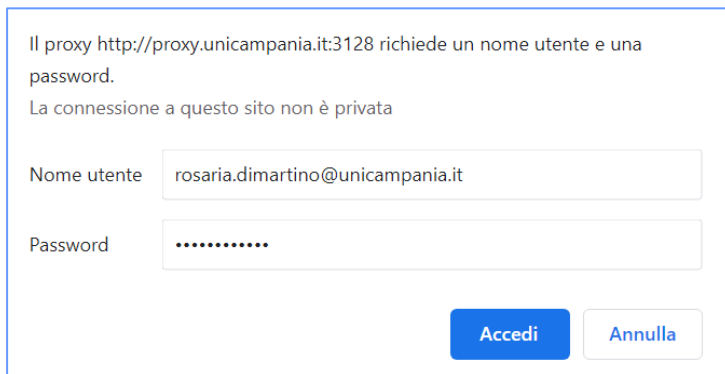 Il proxy http://proxy.unicampania.it:3128 richiede un nome utente e una
password.
La connessione a questo sito non è privata
Nome utente rosaria.dimartino@unicampania.it
Password ••••••••••••
Accedi Annulla